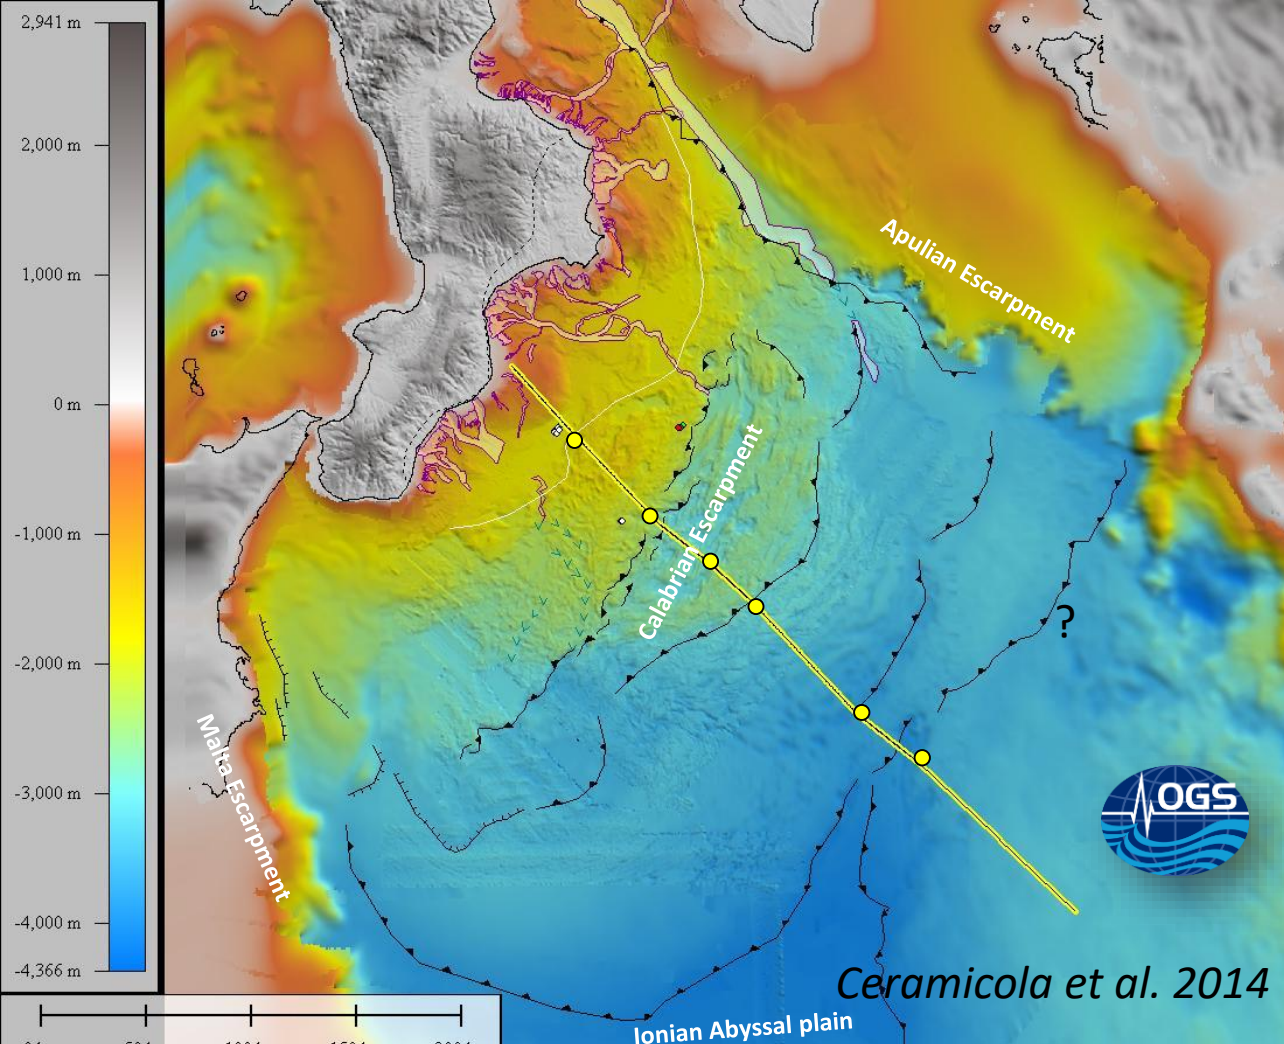 2,941 m
2,000 m
1,000 m
0 m
-1,000 m
-2,000 m
-3,000 m
-4,000 m
-4,366 m
Apulian Escarpment
Calabrian Escarpment
?
Malta Escarpment
OGS
Ceramicola et al. 2014
Ionian Abyssal plain